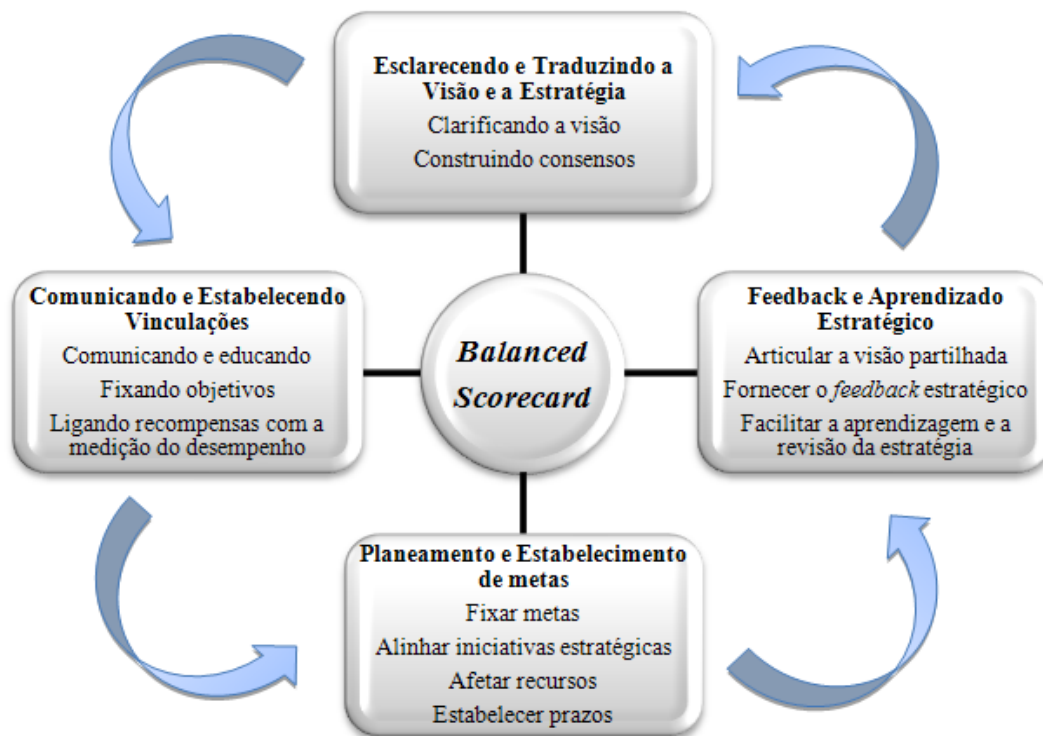 Esclarecendo e Traduzindo a
Visão e a Estratégia
Clarificando a visão
Construindo consensos
Comunicando e Estabelecendo
Vinculações
Comunicando e educando
Fixando objetivos
Ligando recompensas com a
medição do desempenho
Balanced
Scorecard
Feedback e Aprendizado
Estratégico
Articular a visão partilhada
Fornecer o feedback estratégico
Facilitar a aprendizagem e a
revisão da estratégia
Planeamento e Estabelecimento
de metas
Fixar metas
Alinhar iniciativas estratégicas
Afetar recursos
Estabelecer prazos